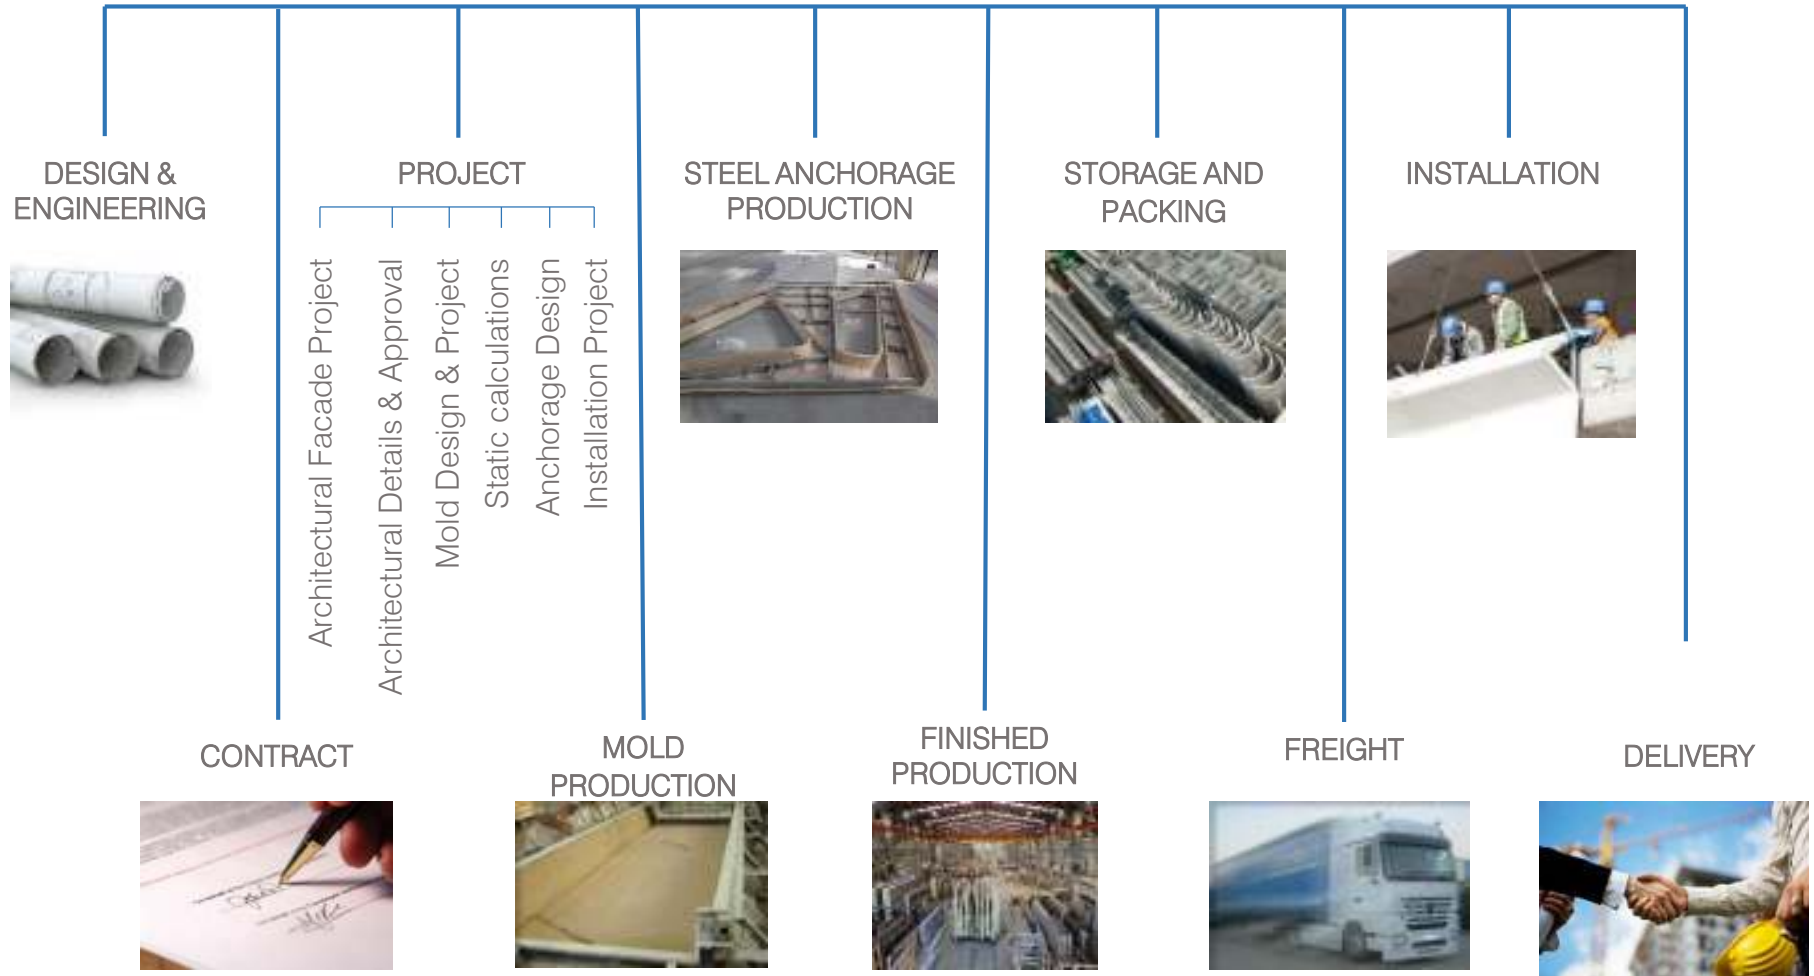 DESIGN &
ENGINEERING
PROJECT
STEEL ANCHORAGE
PRODUCTION
STORAGE AND
PACKING
INSTALLATION
Architectural Facade Project
Architectural Details & Approval
Mold Design & Project
Static calculations
Anchorage Design
Installation Project
CONTRACT
MOLD
PRODUCTION
FINISHED
PRODUCTION
FREIGHT
DELIVERY